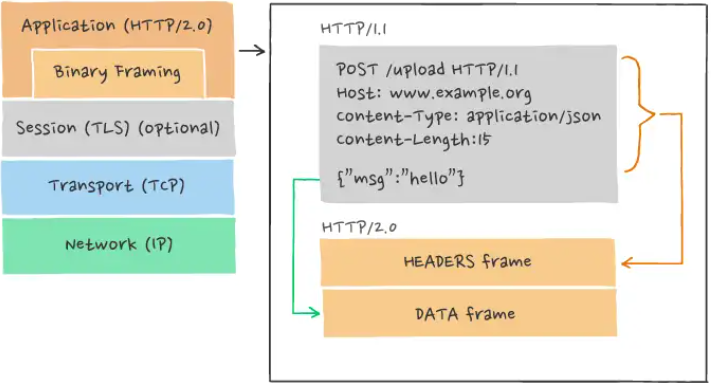 Application (HTTP/2.0)
Binary Framing
Session (TLS) (optional)
Transport (TCP)
Network (IP)
HTTP/1.1
POST /upload HTTP/1.1
Host: www.example.org
content-Type: application/json
content-Length:15
{"msg":"hello"}
HTTP/2.0
HEADERS frame
DATA frame